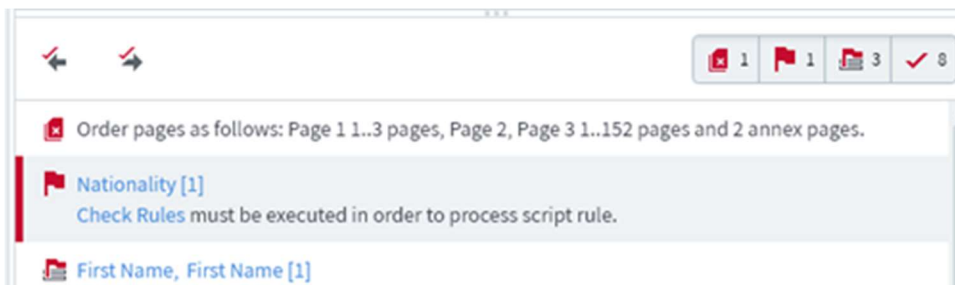 1 1 3 8
Order pages as follows: Page 1 1..3 pages, Page 2, Page 3 1..152 pages and 2 annex pages.
Nationality [1]
Check Rules must be executed in order to process script rule.
First Name, First Name [1]